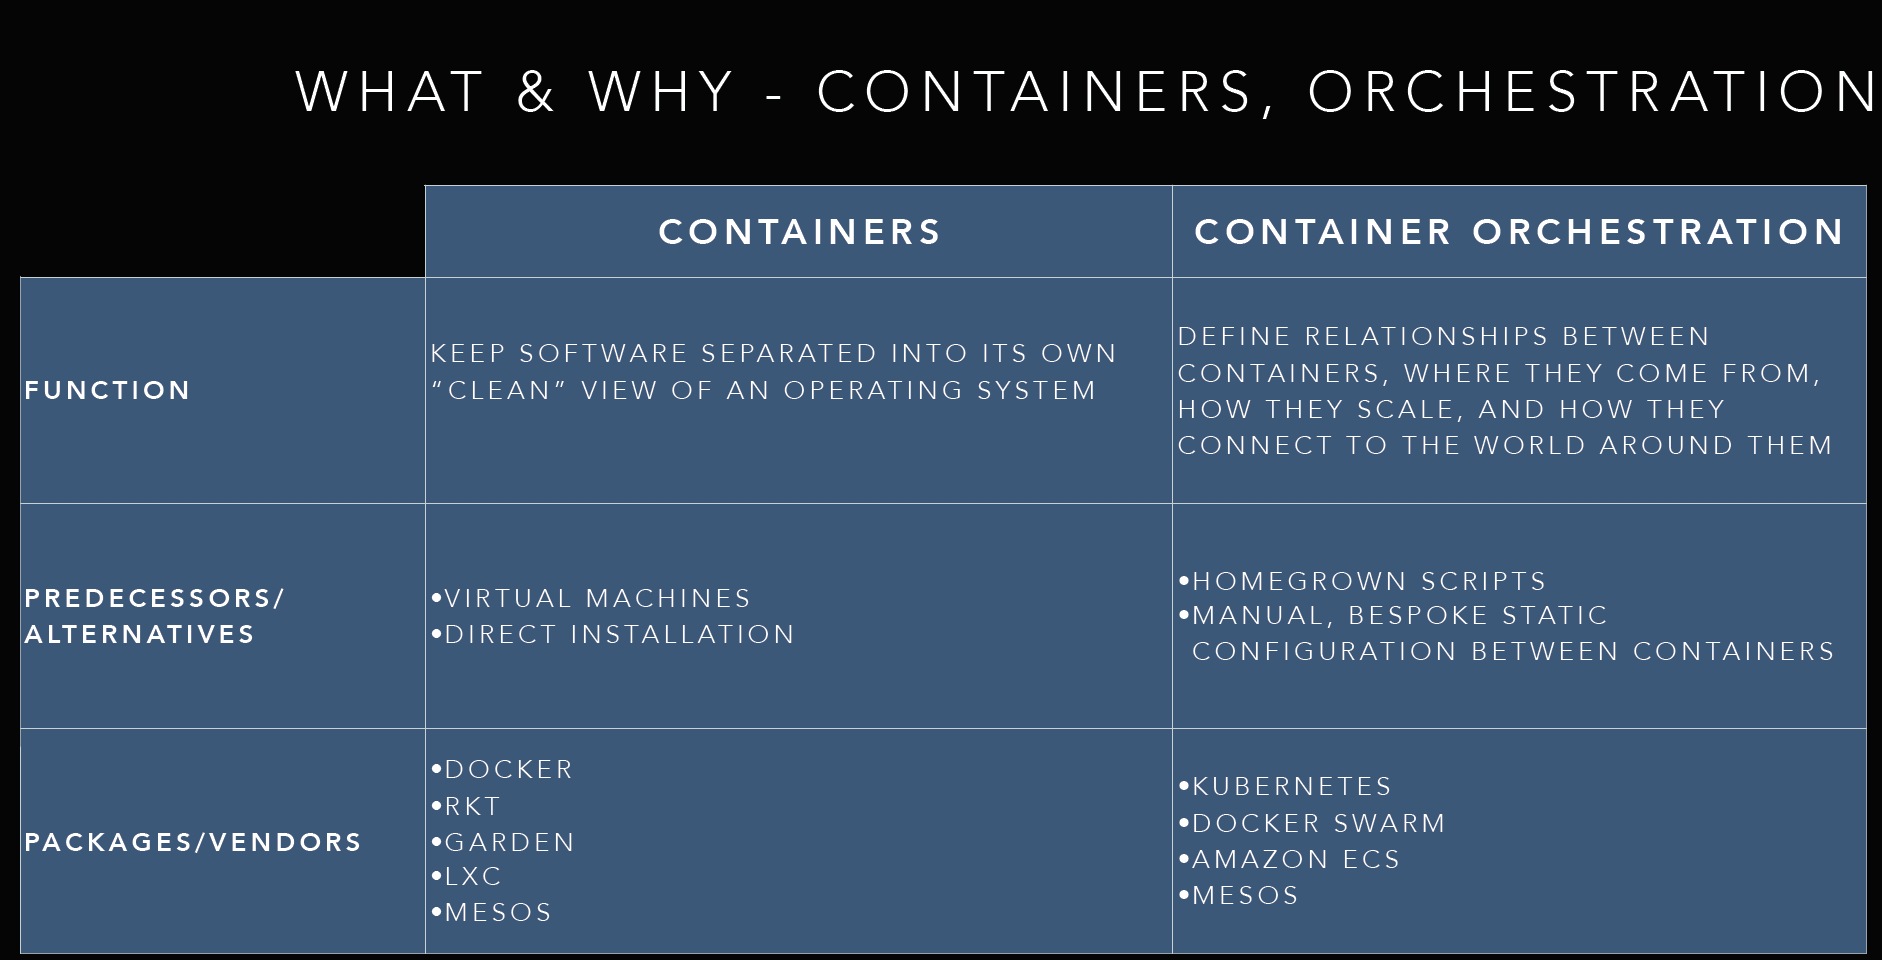 WHAT & WHY - CONTAINERS, ORCHESTRATION
CONTAINERS
CONTAINER ORCHESTRATION
FUNCTION
KEEP SOFTWARE SEPARATED INTO ITS OWN
“CLEAN” VIEW OF AN OPERATING SYSTEM
DEFINE RELATIONSHIPS BETWEEN
CONTAINERS, WHERE THEY COME FROM,
HOW THEY SCALE, AND HOW THEY
CONNECT TO THE WORLD AROUND THEM
PREDECESSORS/
ALTERNATIVES
•VIRTUAL MACHINES
•DIRECT INSTALLATION
•HOMEGROWN SCRIPTS
•MANUAL, BESPOKE STATIC
CONFIGURATION BETWEEN CONTAINERS
PACKAGES/VENDORS
•DOCKER
•RKT
•GARDEN
•LXC
•MESOS
•KUBERNETES
•DOCKER SWARM
•AMAZON ECS
•MESOS